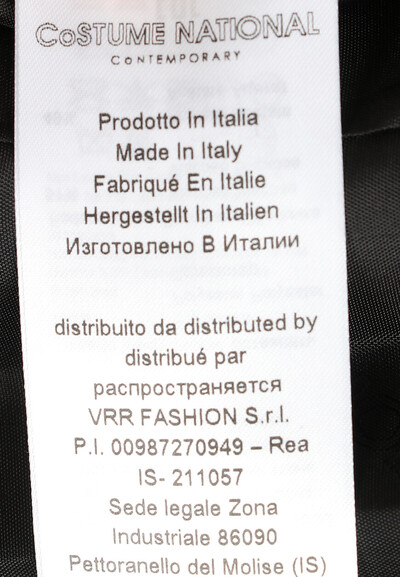 CoSTUME NATIONAL
CONTEMPORARY
Prodotto In Italia
Made In Italy
Fabriqué En Italie
Hergestellt In Italien
Изготовлено В Италии
distribuito da distributed by
distribué par
распространяется
VRR FASHION S.r.l.
P.I. 00987270949 – Rea
IS- 211057
Sede legale Zona
Industriale 86090
Pettoranello del Molise (IS)